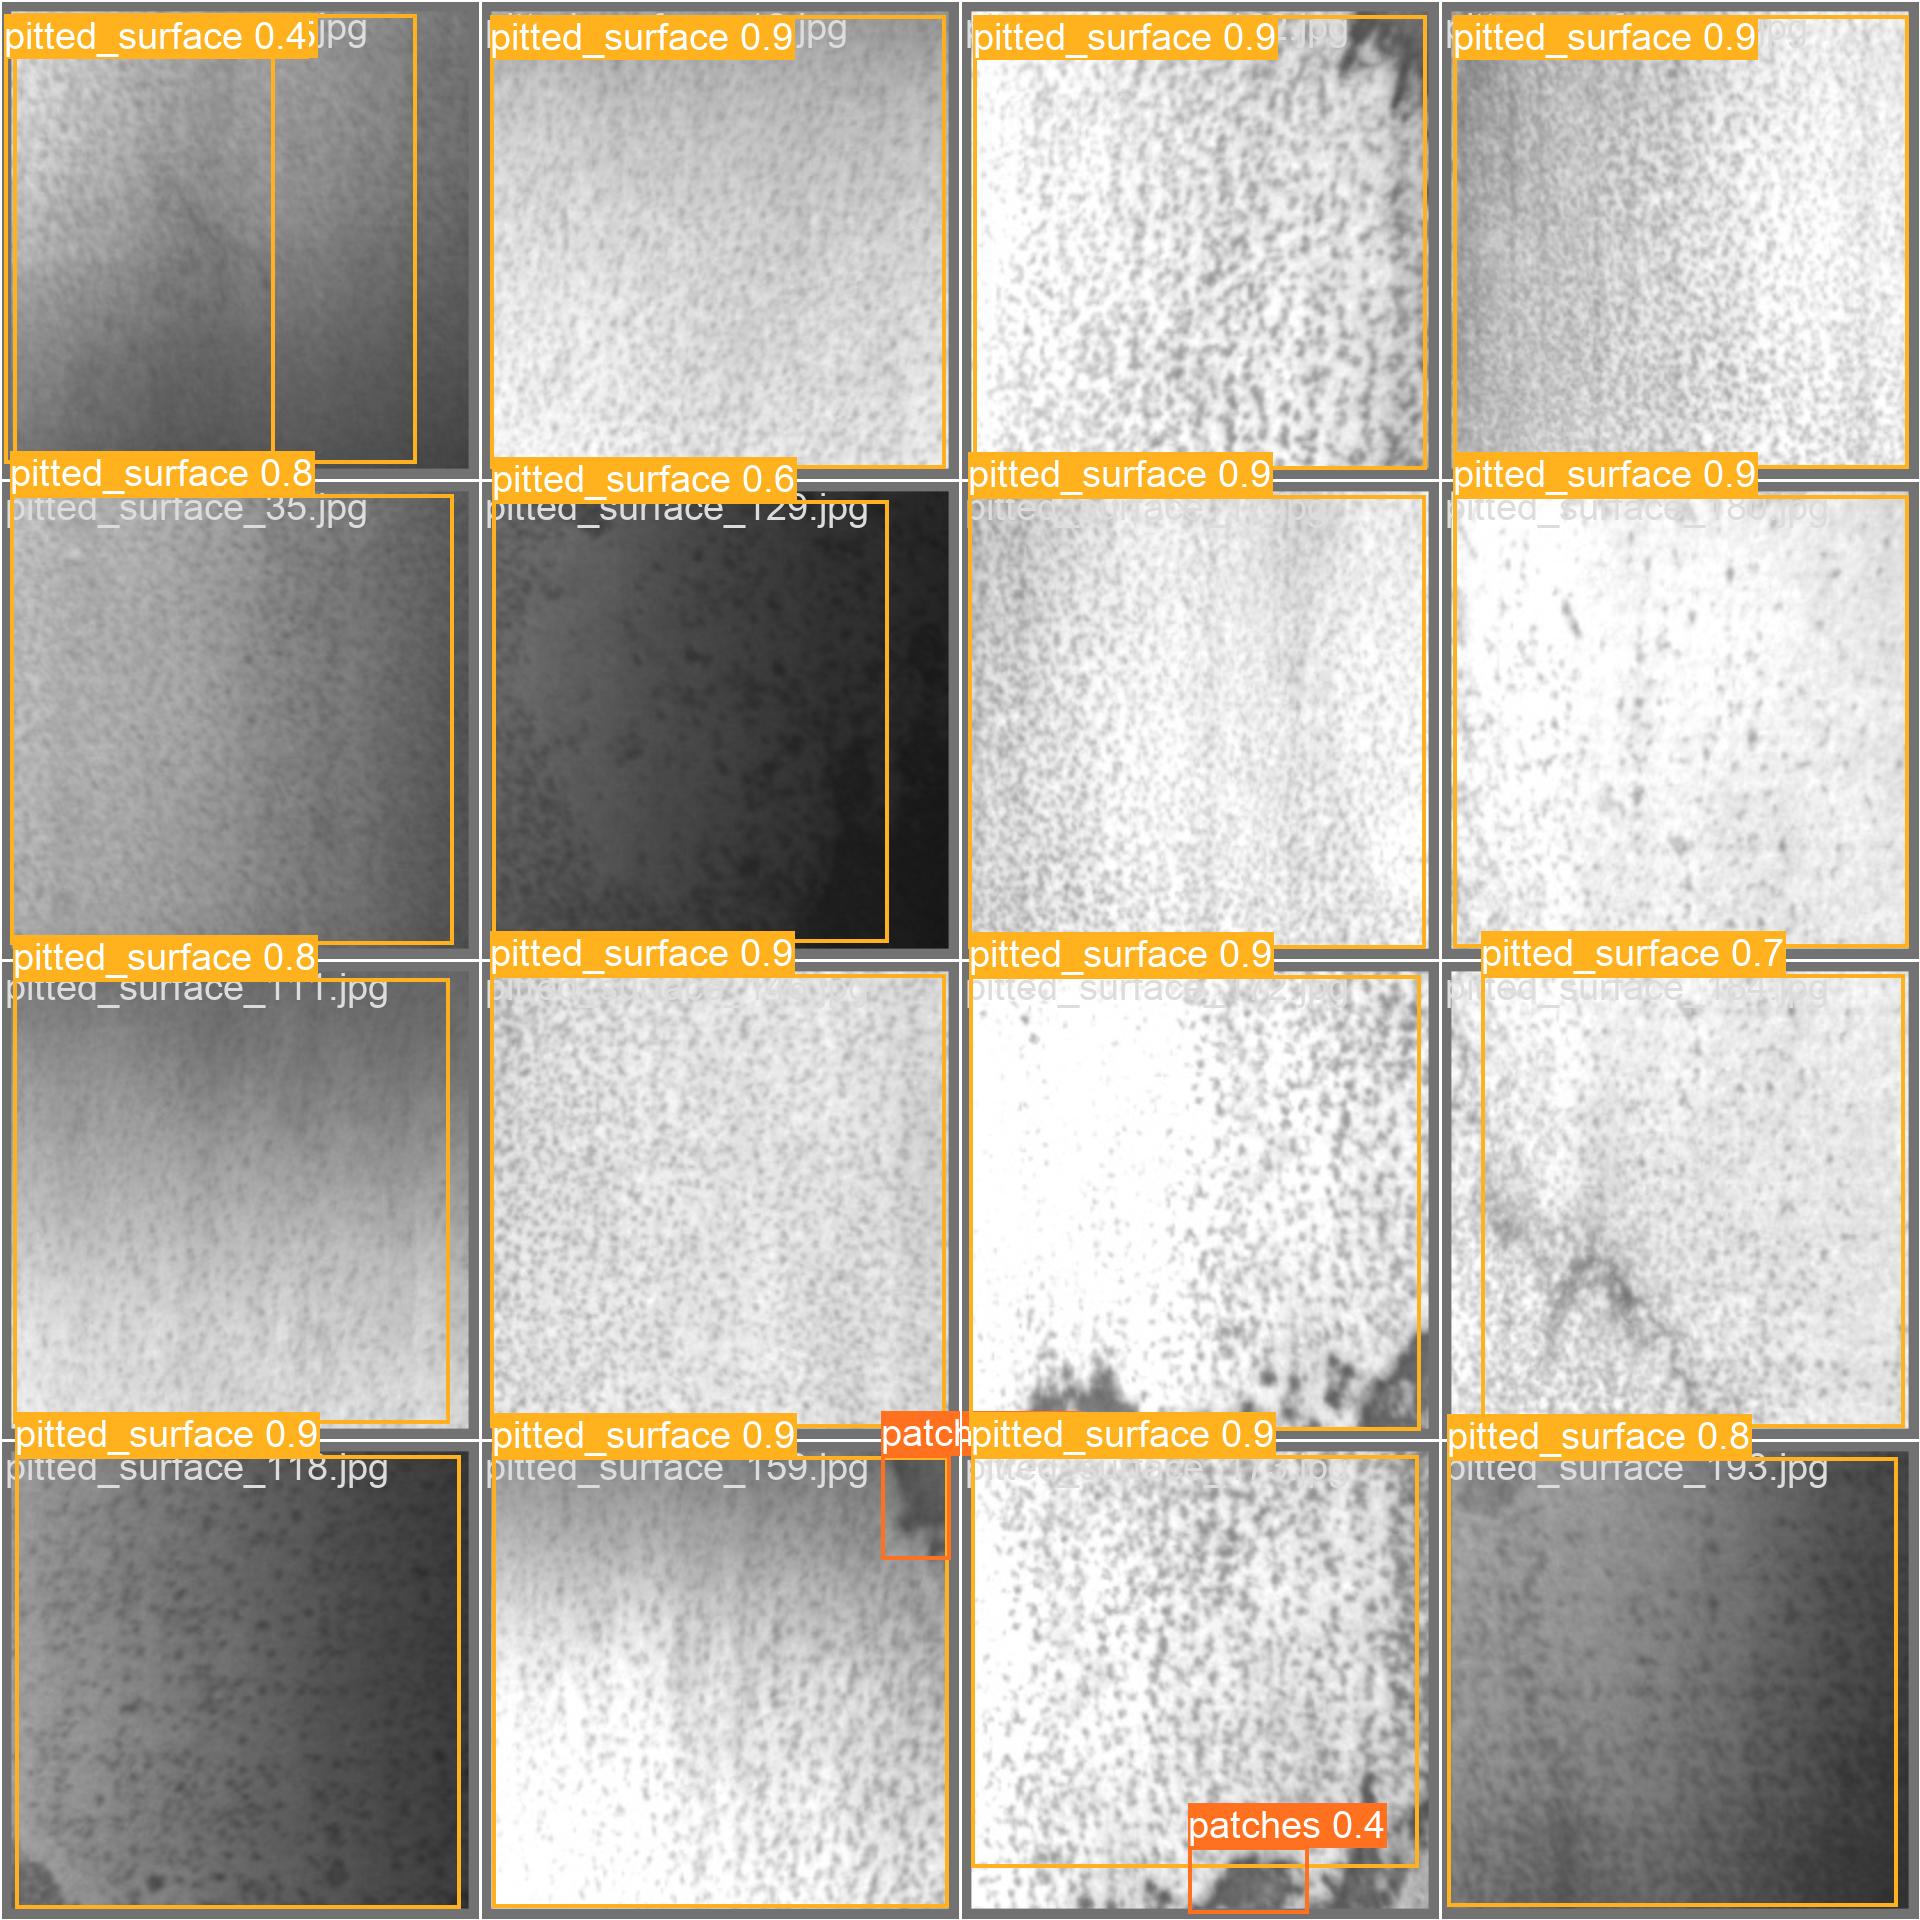 pitted_surface 0.4
pitted_surface 0.9
pitted_surface 0.9
pitted_surface 0.9
pitted_surface 0.8
pitted_surface_35.jpg
pitted_surface 0.6
pitted_surface_129.jpg
pitted_surface 0.9
pitted_surface 0.9
pitted_surface 0.8
pitted_surface_111.jpg
pitted_surface 0.9
pitted_surface 0.9
pitted_surface 0.7
pitted_surface 0.9
pitted_surface_118.jpg
pitted_surface 0.9
pitted_surface_159.jpg
patch
pitted_surface 0.9
patches 0.4
pitted_surface 0.8
pitted_surface_193.jpg